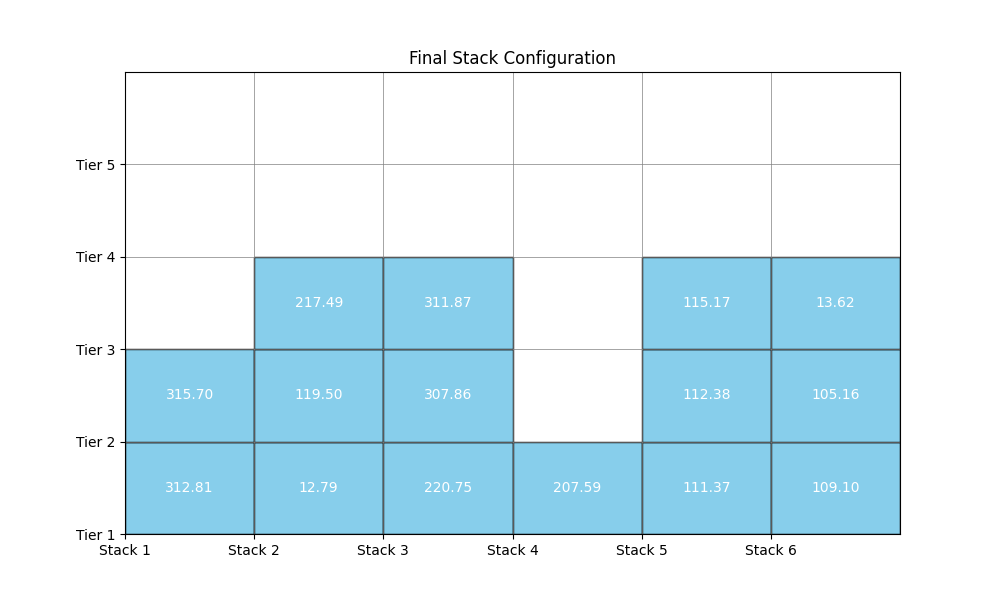 Final Stack Configuration
Tier 5
Tier 4
217.49 311.87 115.17 13.62
Tier 3
315.70 119.50 307.86 112.38 105.16
Tier 2
312.81 12.79 220.75 207.59 111.37 109.10
Tier 1
Stack 1 Stack 2 Stack 3 Stack 4 Stack 5 Stack 6